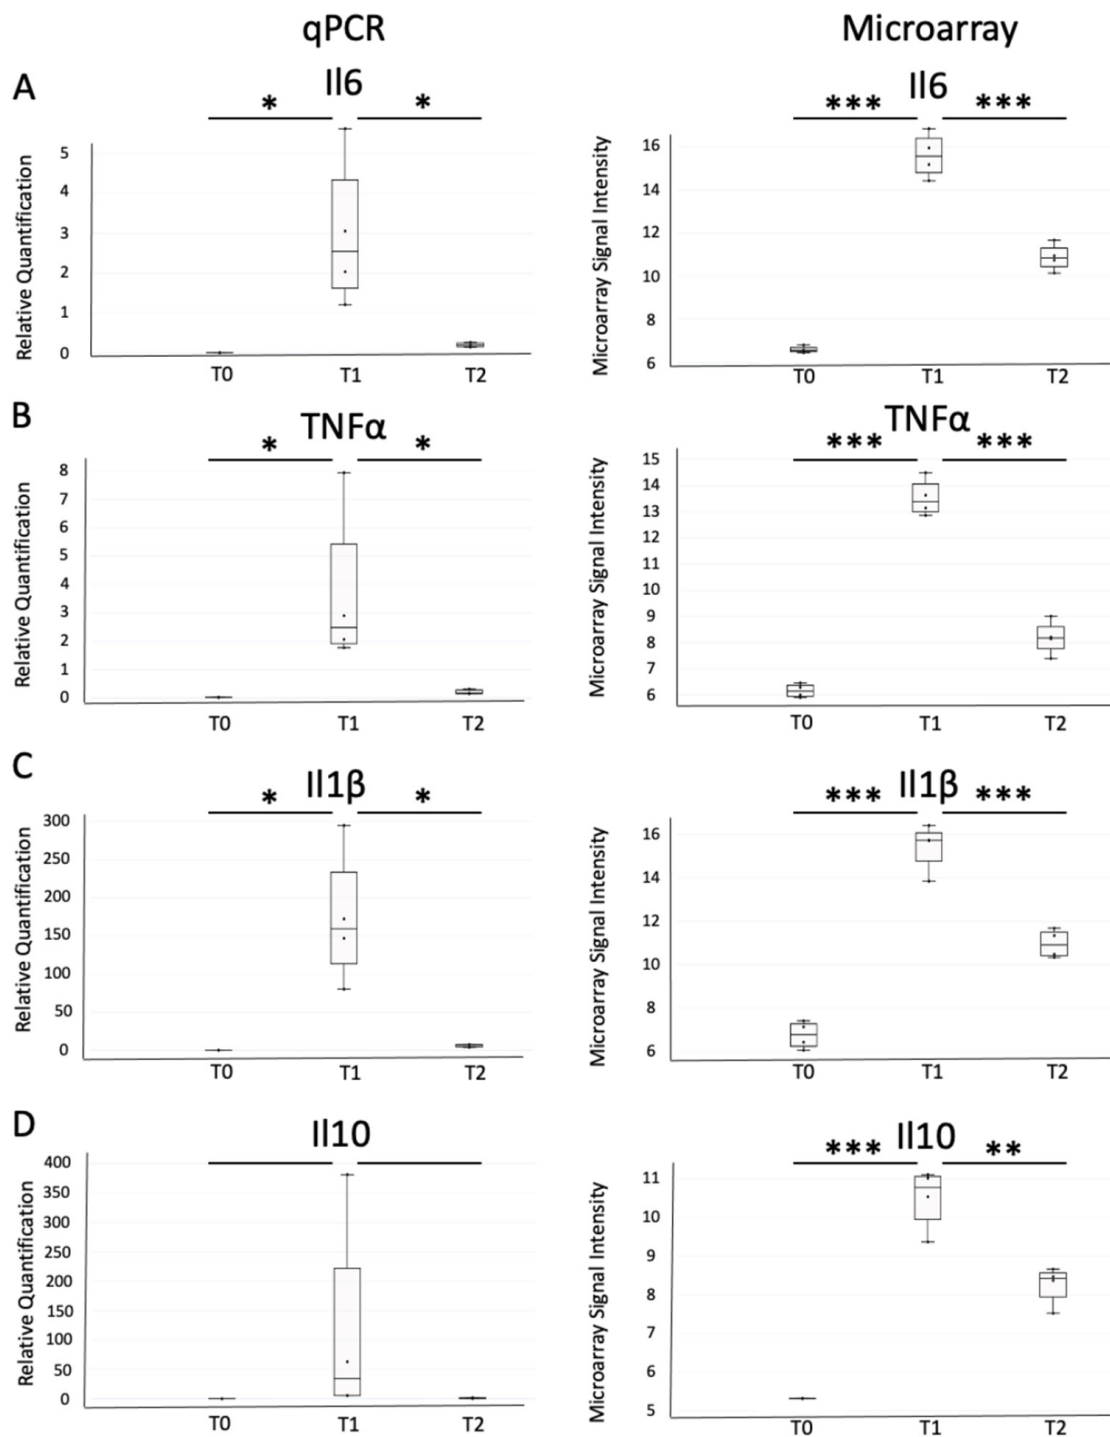 qPCR
Microarray
A
Il6
* *
Relative Quantification
5
4
3
2
1
0
T0 T1 T2
Il6
*** ***
Microarray Signal Intensity
16
14
12
10
8
6
T0 T1 T2
B
TNFα
* *
Relative Quantification
8
7
6
5
4
3
2
1
0
T0 T1 T2
TNFα
*** ***
Microarray Signal Intensity
15
14
13
12
11
10
9
8
7
6
T0 T1 T2
C
Il1β
* *
Relative Quantification
300
250
200
150
100
50
0
T0 T1 T2
Il1β
*** ***
Microarray Signal Intensity
16
14
12
10
8
6
T0 T1 T2
D
Il10
Relative Quantification
400
350
300
250
200
150
100
50
0
T0 T1 T2
Il10
*** **
Microarray Signal Intensity
11
10
9
8
7
6
5
T0 T1 T2